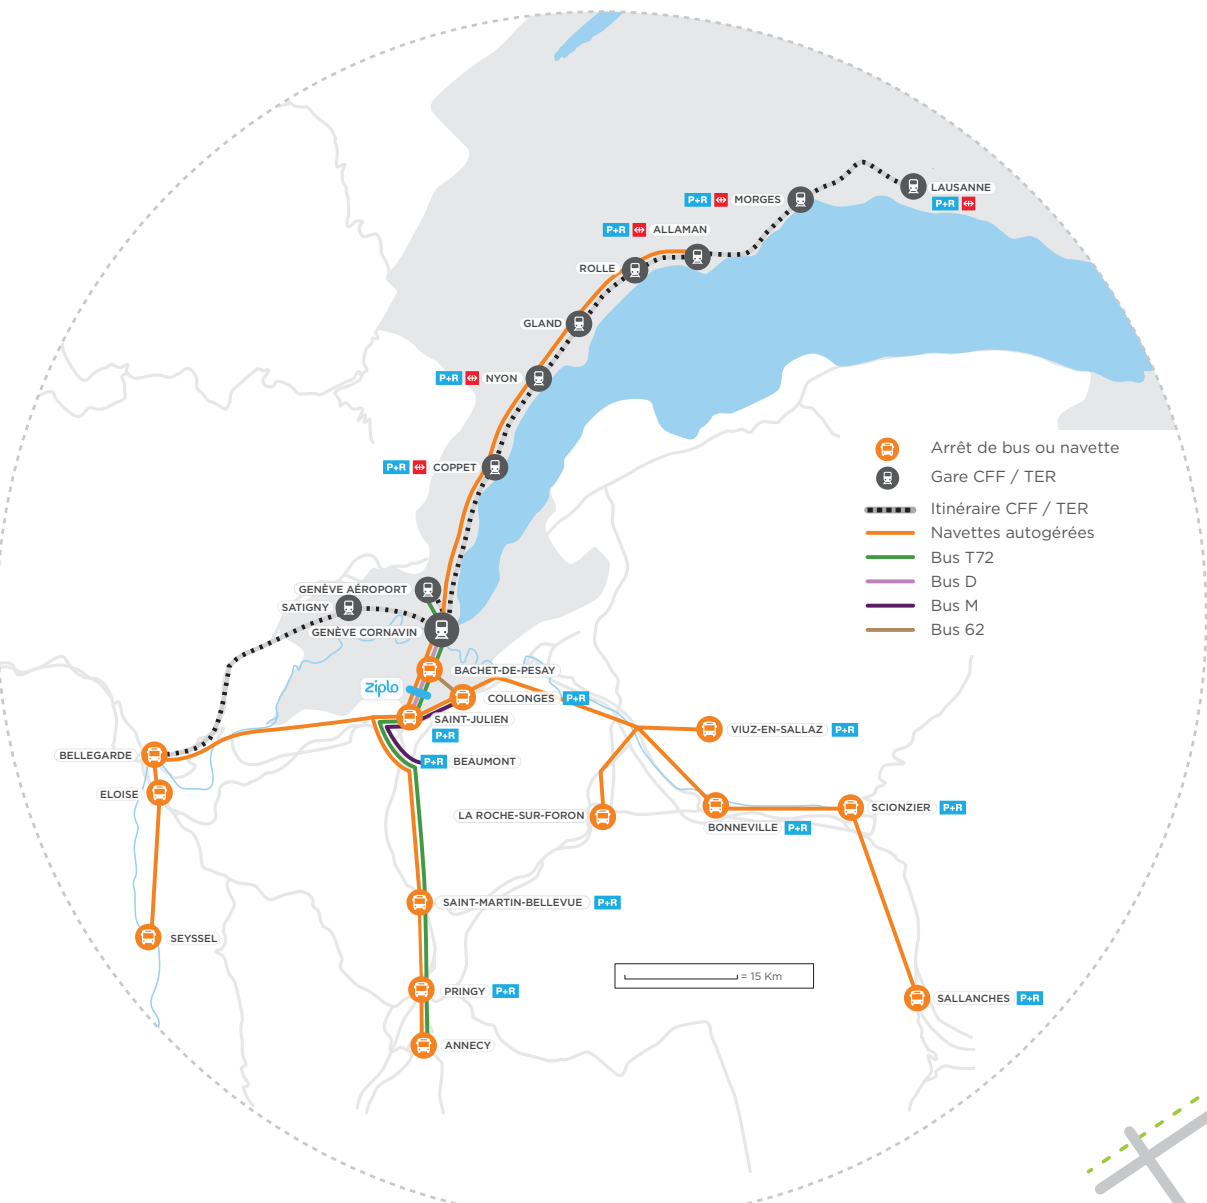 LAUSANNE
P+R
P+R MORGES
P+R ALLAMAN
ROLLE
GLAND
P+R NYON
P+R COPPET
Arrêt de bus ou navette
Gare CFF / TER
Itinéraire CFF / TER
Navettes autogérées
Bus T72
Bus D
Bus M
Bus 62
GENÈVE AÉROPORT
SATIGNY
GENÈVE CORNAVIN
BACHET-DE-PESAY
ziplo
COLLONGES P+R
SAINT-JULIEN
P+R
VIUZ-EN-SALLAZ P+R
BELLEGARDE
P+R BEAUMONT
ELOISE
LA ROCHE-SUR-FORON
SCIONZIER P+R
BONNEVILLE P+R
SAINT-MARTIN-BELLEVUE P+R
SEYSSEL
= 15 Km
PRINGY P+R
SALLANCHES P+R
ANNECY